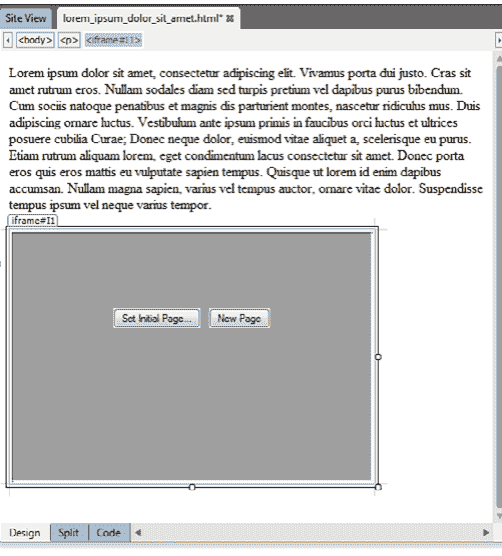 Site View lorem_ipsum_dolor_sit_amet.html*
<body> <p> <iframe#I1>
Lorem ipsum dolor sit amet, consectetur adipiscing elit. Vivamus porta dui justo. Cras sit
amet rutrum eros. Nullam sodales diam sed turpis pretium vel dapibus purus bibendum.
Cum sociis natoque penatibus et magnis dis parturient montes, nascetur ridiculus mus. Duis
adipiscing ornare luctus. Vestibulum ante ipsum primis in faucibus orci luctus et ultrices
posuere cubilia Curae; Donec neque dolor, euismod vitae aliquet a, scelerisque eu purus.
Etiam rutrum aliquam lorem, eget condimentum lacus consectetur sit amet. Donec porta
eros quis eros mattis eu vulputate sapien tempus. Quisque ut lorem id enim dapibus
accumsan. Nullam magna sapien, varius vel tempus auctor, ornare vitae dolor. Suspendisse
tempus ipsum vel neque varius tempor.
iframe#I1
Set Initial Page... New Page
Design Split Code